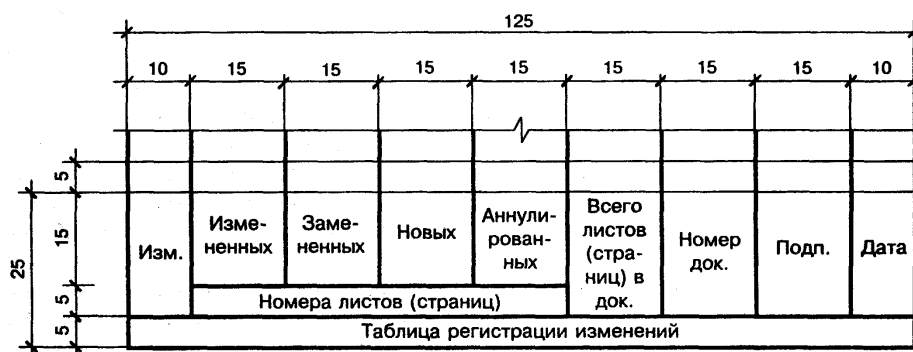 125
10 15 15 15 15 15 15 15 10
5
15
25
5
5
Изм.
Изме-
ненных
Заме-
ненных
Новых
Аннули-
рован-
ных
Всего
листов
(стра-
ниц) в
док.
Номер
док.
Подп.
Дата
Номера листов (страниц)
Таблица регистрации изменений